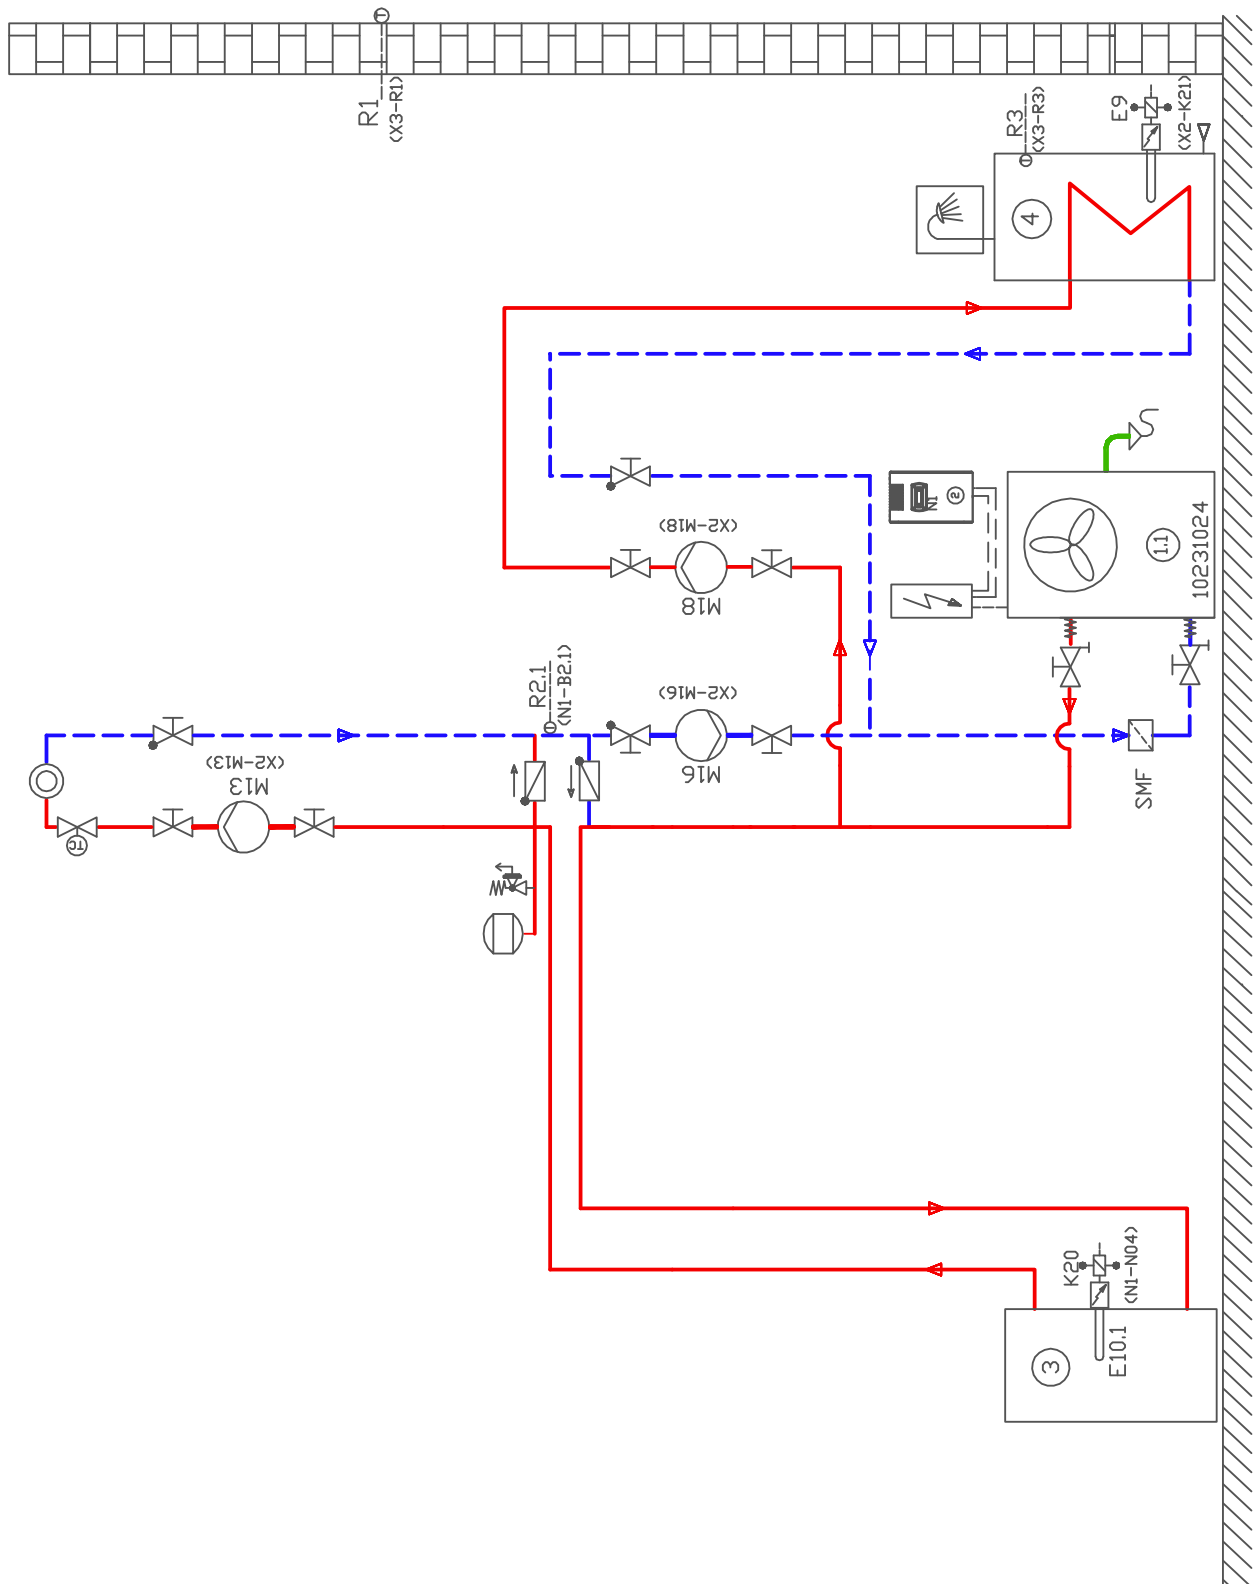 R1
(X3-R1)
R3
(X3-R3)
E9
(X2-K21)
4
N1
2
1.1
10231024
(X2-M18)
M18
R2.1
(N1-B2.1)
(X2-M16)
M16
(X2-M13)
M13
TC
SMF
K20
(N1-N04)
3
E10.1